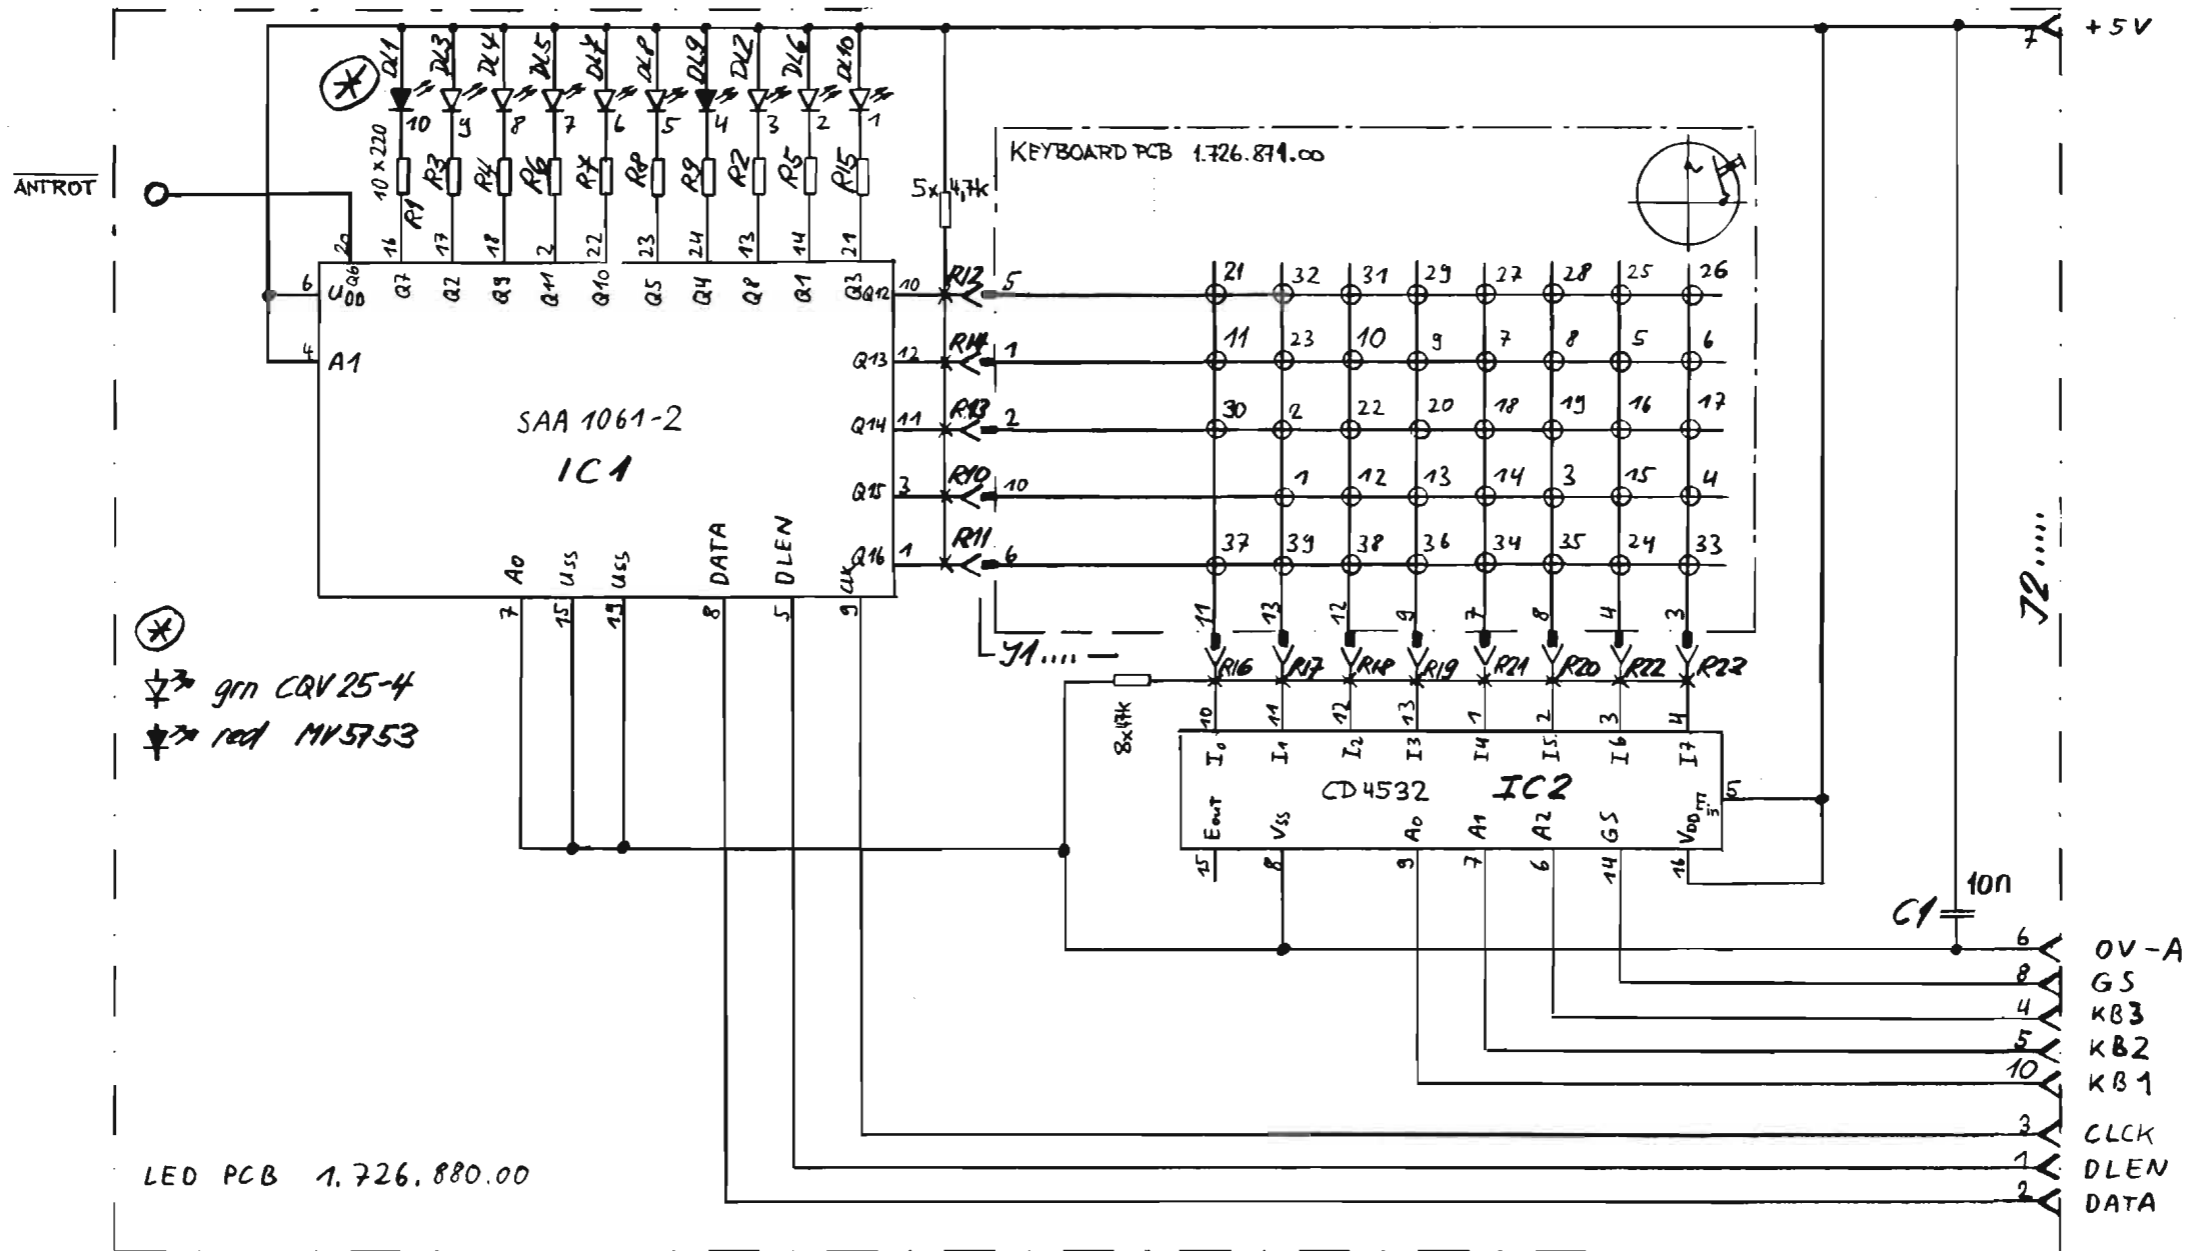 DL1 DL3 DL4 DL5 DL7 DL8 DL9 DL2 DL6 DL10
7 +5V
*
10 9 8 7 6 5 4 3 2 1
10x220 R1 R3 R4 R6 R7 R8 R9 R2 R5 R15
KEYBOARD PCB 1.726.871.00
ANTROT
5x 4,7k
20 16 17 18 2 22 23 24 13 14 21
6 UDD Q6 Q7 Q2 Q9 Q11 Q10 Q5 Q4 Q8 Q1 Q3 Q12 10 R12 5
21 32 31 29 27 28 25 26
4 A1
Q13 12 R14 1
11 23 10 9 7 8 5 6
SAA 1061-2
IC1
Q14 11 R13 2
30 2 22 20 18 19 16 17
Q15 3 R10 10
1 12 13 14 3 15 4
Q16 1 R11 6
37 39 38 36 34 35 24 33
A0 USS USS DATA DLEN CLK
7 15 19 8 5 9
J2.....
11 13 12 9 7 8 4 3
J1....
R16 R17 R18 R19 R21 R20 R22 R23
*
grn CQV 25-4
red MV5753
8x47k
10 11 12 13 1 2 3 4
I0 I1 I2 I3 I4 I5 I6 I7
CD 4532 IC2
5
Eout VSS A0 A1 A2 GS VDD
15 8 9 7 6 14 16
C1 10n
6 0V-A
8 GS
4 KB3
5 KB2
10 KB1
3 CLCK
1 DLEN
2 DATA
LED PCB 1.726.880.00